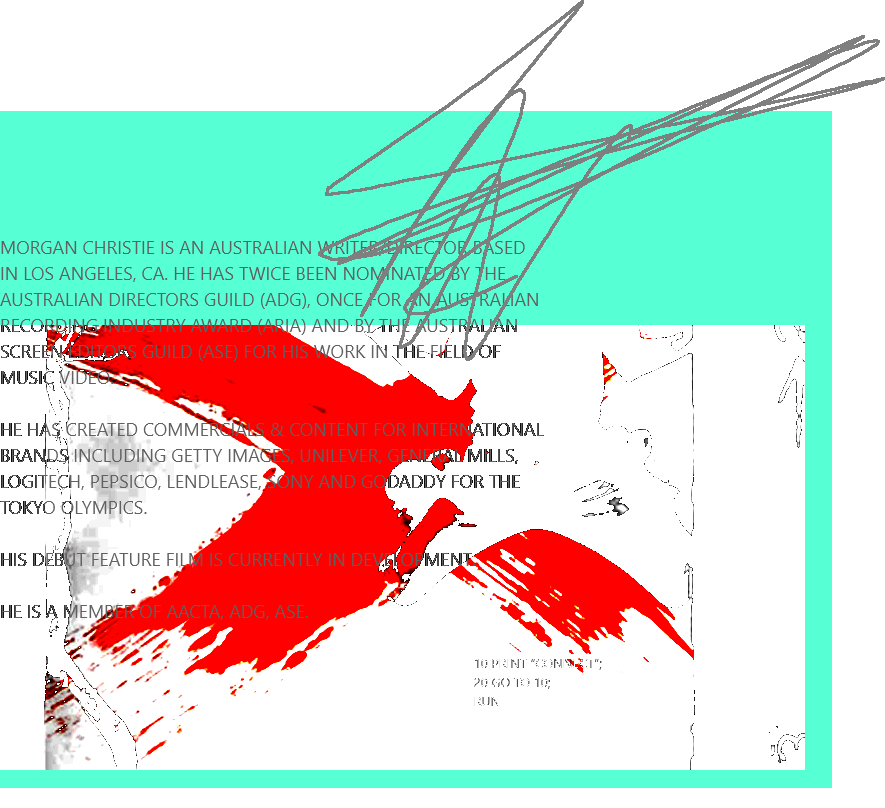 MORGAN CHRISTIE IS AN AUSTRALIAN WRITER/DIRECTOR BASED
IN LOS ANGELES, CA. HE HAS TWICE BEEN NOMINATED BY THE
AUSTRALIAN DIRECTORS GUILD (ADG), ONCE FOR AN AUSTRALIAN
RECORDING INDUSTRY AWARD (ARIA) AND BY THE AUSTRALIAN
SCREEN EDITORS GUILD (ASE) FOR HIS WORK IN THE FIELD OF
MUSIC VIDEO.
HE HAS CREATED COMMERCIALS & CONTENT FOR INTERNATIONAL
BRANDS INCLUDING GETTY IMAGES, UNILEVER, GENERAL MILLS,
LOGITECH, PEPSICO, LENDLEASE, SONY AND GODADDY FOR THE
TOKYO OLYMPICS.
HIS DEBUT FEATURE FILM IS CURRENTLY IN DEVELOPMENT.
HE IS A MEMBER OF AACTA, ADG, ASE.
10 PRINT
20 GO TO 10;
RUN